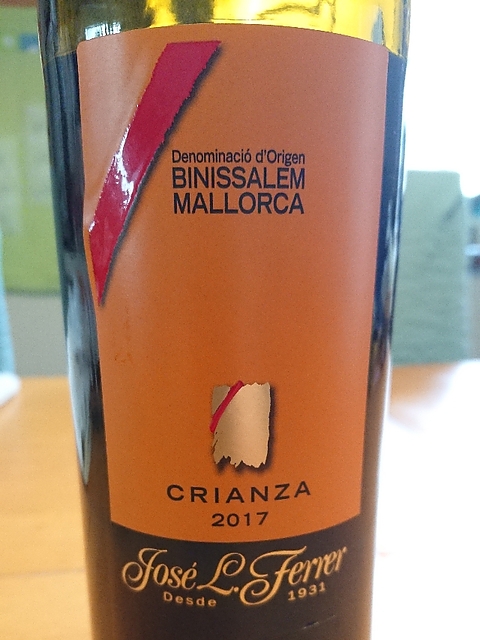 Denominació d'Origen
BINISSALEM
MALLORCA
CRIANZA
2017
José L. Ferrer
Desde 1931